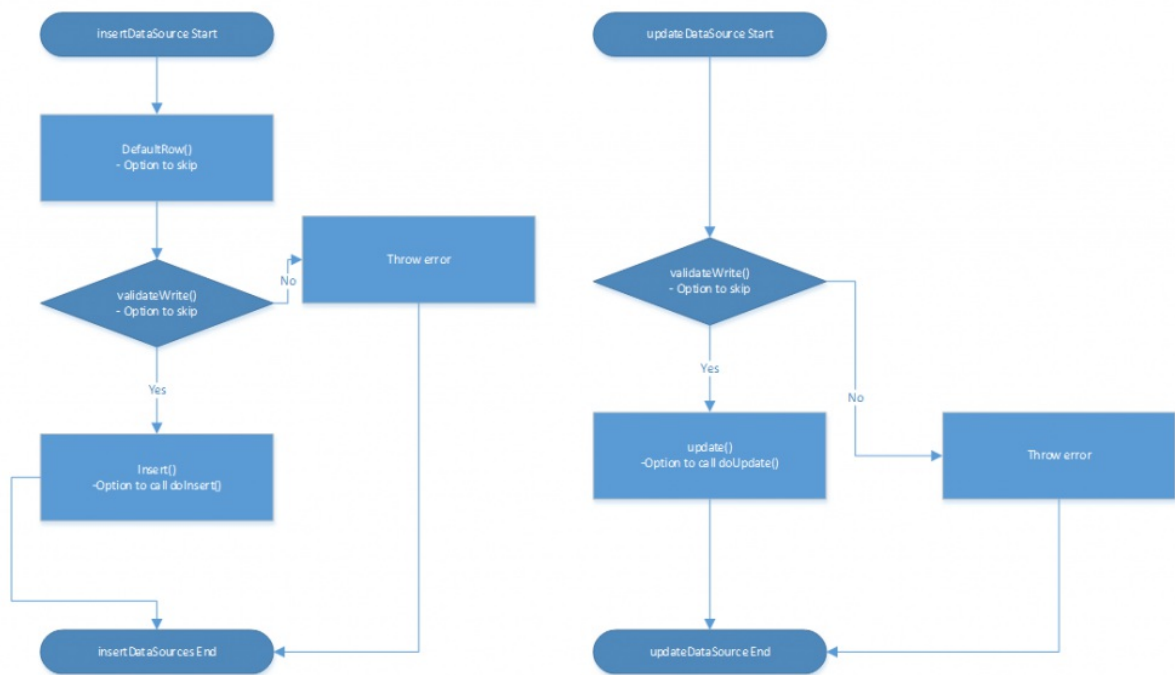 insertDataSource Start
DefaultRow()
- Option to skip
validateWrite()
- Option to skip
No
Throw error
Yes
Insert()
-Option to call doInsert()
insertDataSources End
updateDataSource Start
validateWrite()
- Option to skip
Yes
No
update()
-Option to call doUpdate()
Throw error
updateDataSource End